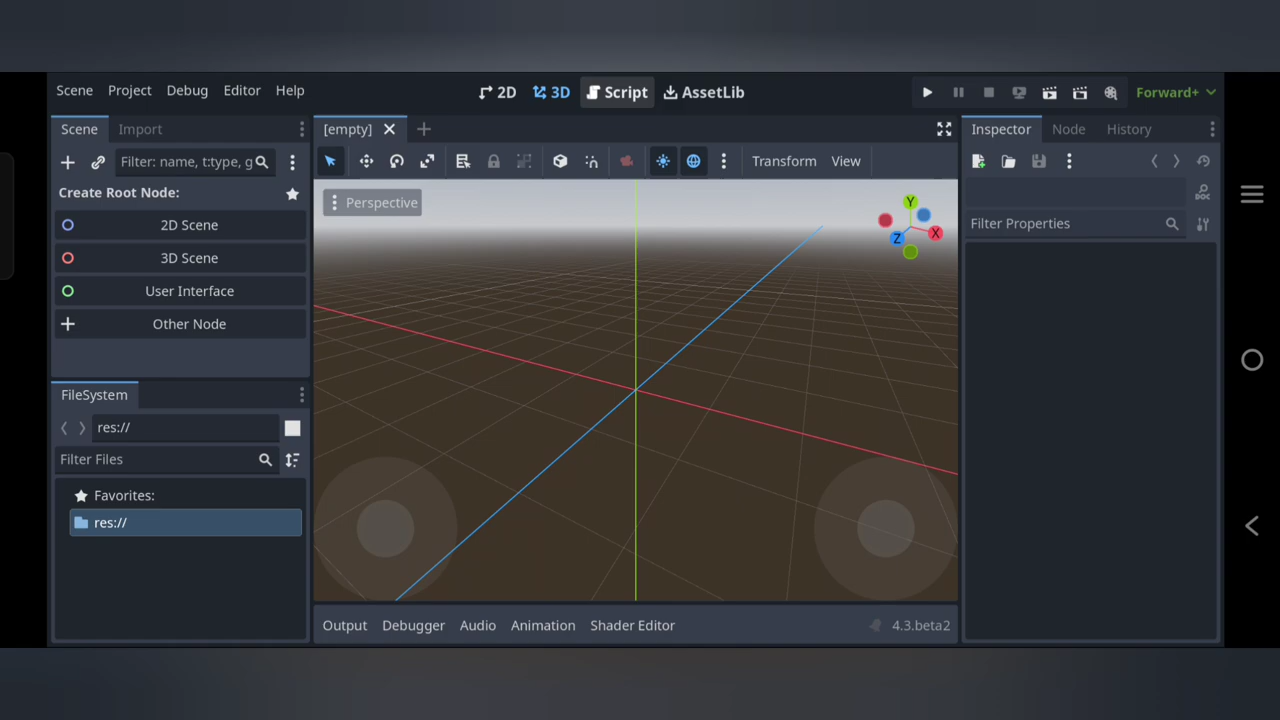 Scene Project Debug Editor Help
2D 3D Script AssetLib
Forward+
Scene Import
[empty]
Inspector Node History
Filter: name, t:type, g
Transform View
Create Root Node:
Perspective
2D Scene
3D Scene
User Interface
Other Node
Y
X
Z
Filter Properties
FileSystem
res://
Filter Files
Favorites:
res://
Output Debugger Audio Animation Shader Editor
4.3.beta2